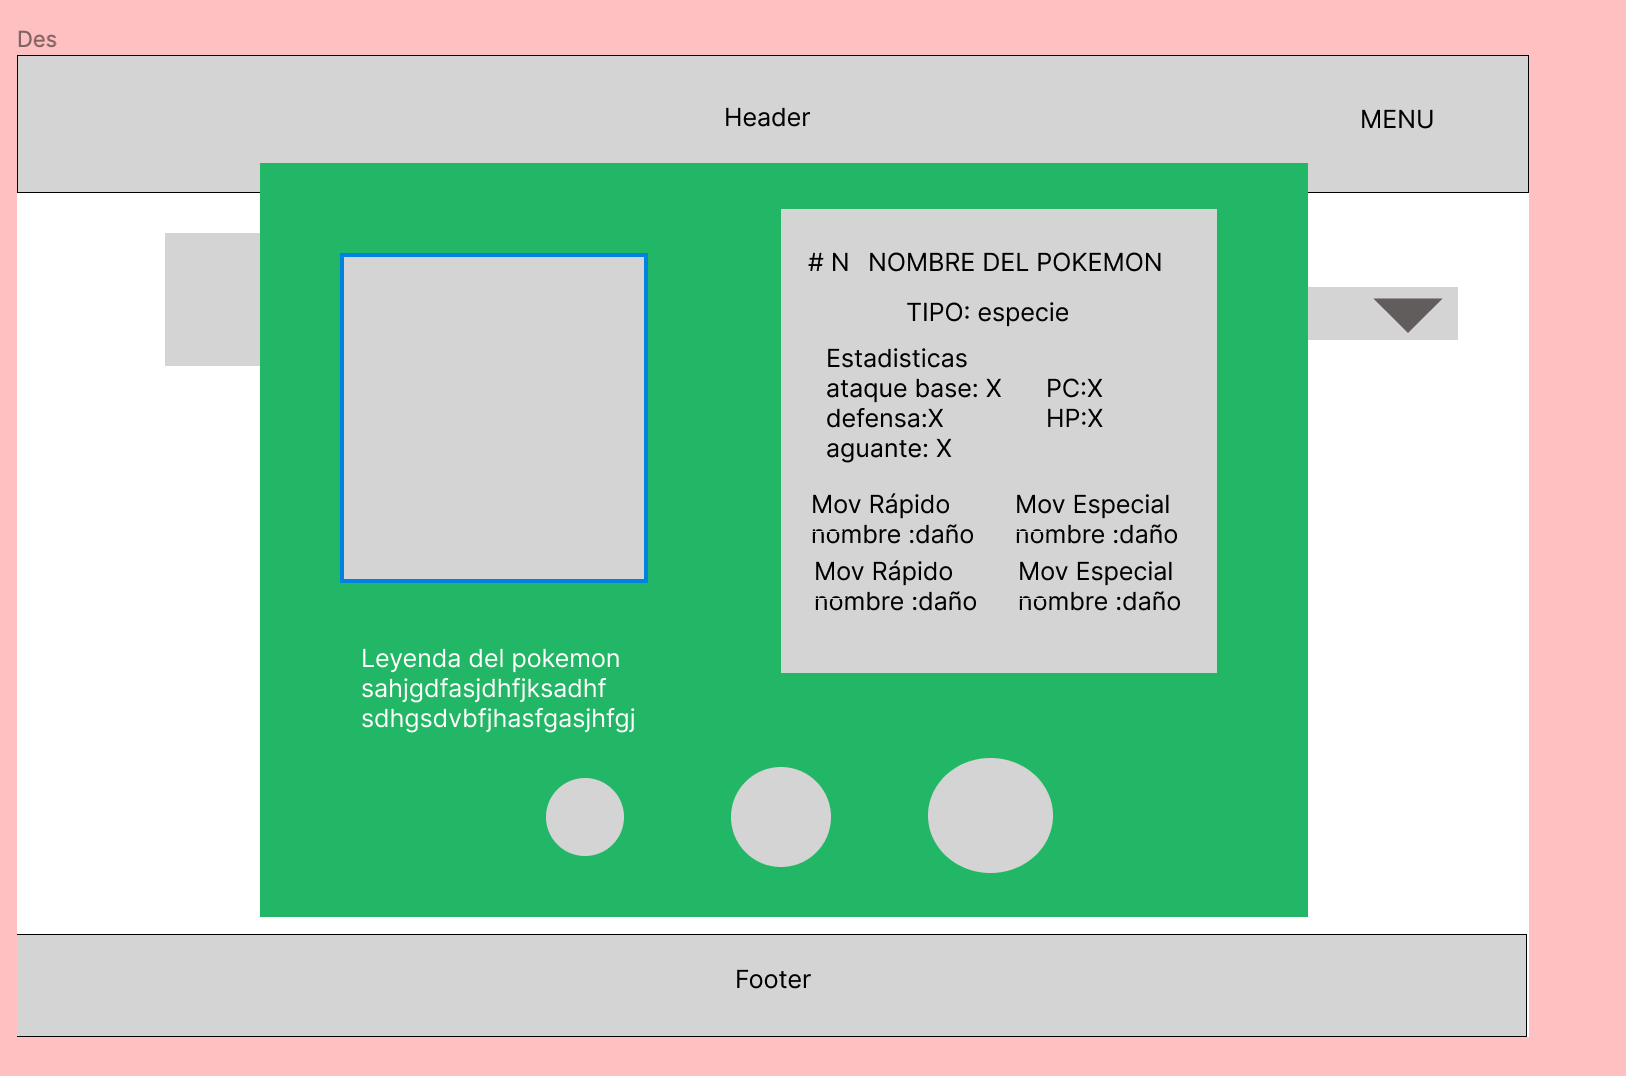 Des
Header
MENU
# N NOMBRE DEL POKEMON
TIPO: especie
Estadisticas
ataque base: X PC:X
defensa:X HP:X
aguante: X
Mov Rápido Mov Especial
nombre :daño nombre :daño
Mov Rápido Mov Especial
nombre :daño nombre :daño
Leyenda del pokemon
sahjgdfasjdhfjksadhf
sdhgsdvbfjhasfgasjhfgj
Footer